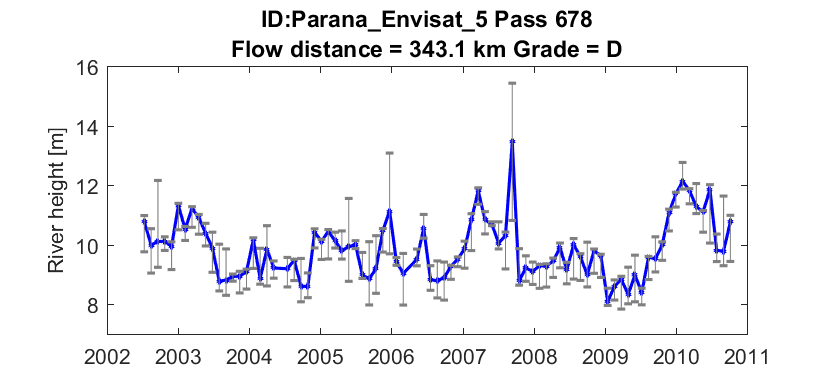 ID:Parana_Envisat_5 Pass 678
Flow distance = 343.1 km Grade = D
River height [m]
16
14
12
10
8
2002 2003 2004 2005 2006 2007 2008 2009 2010 2011